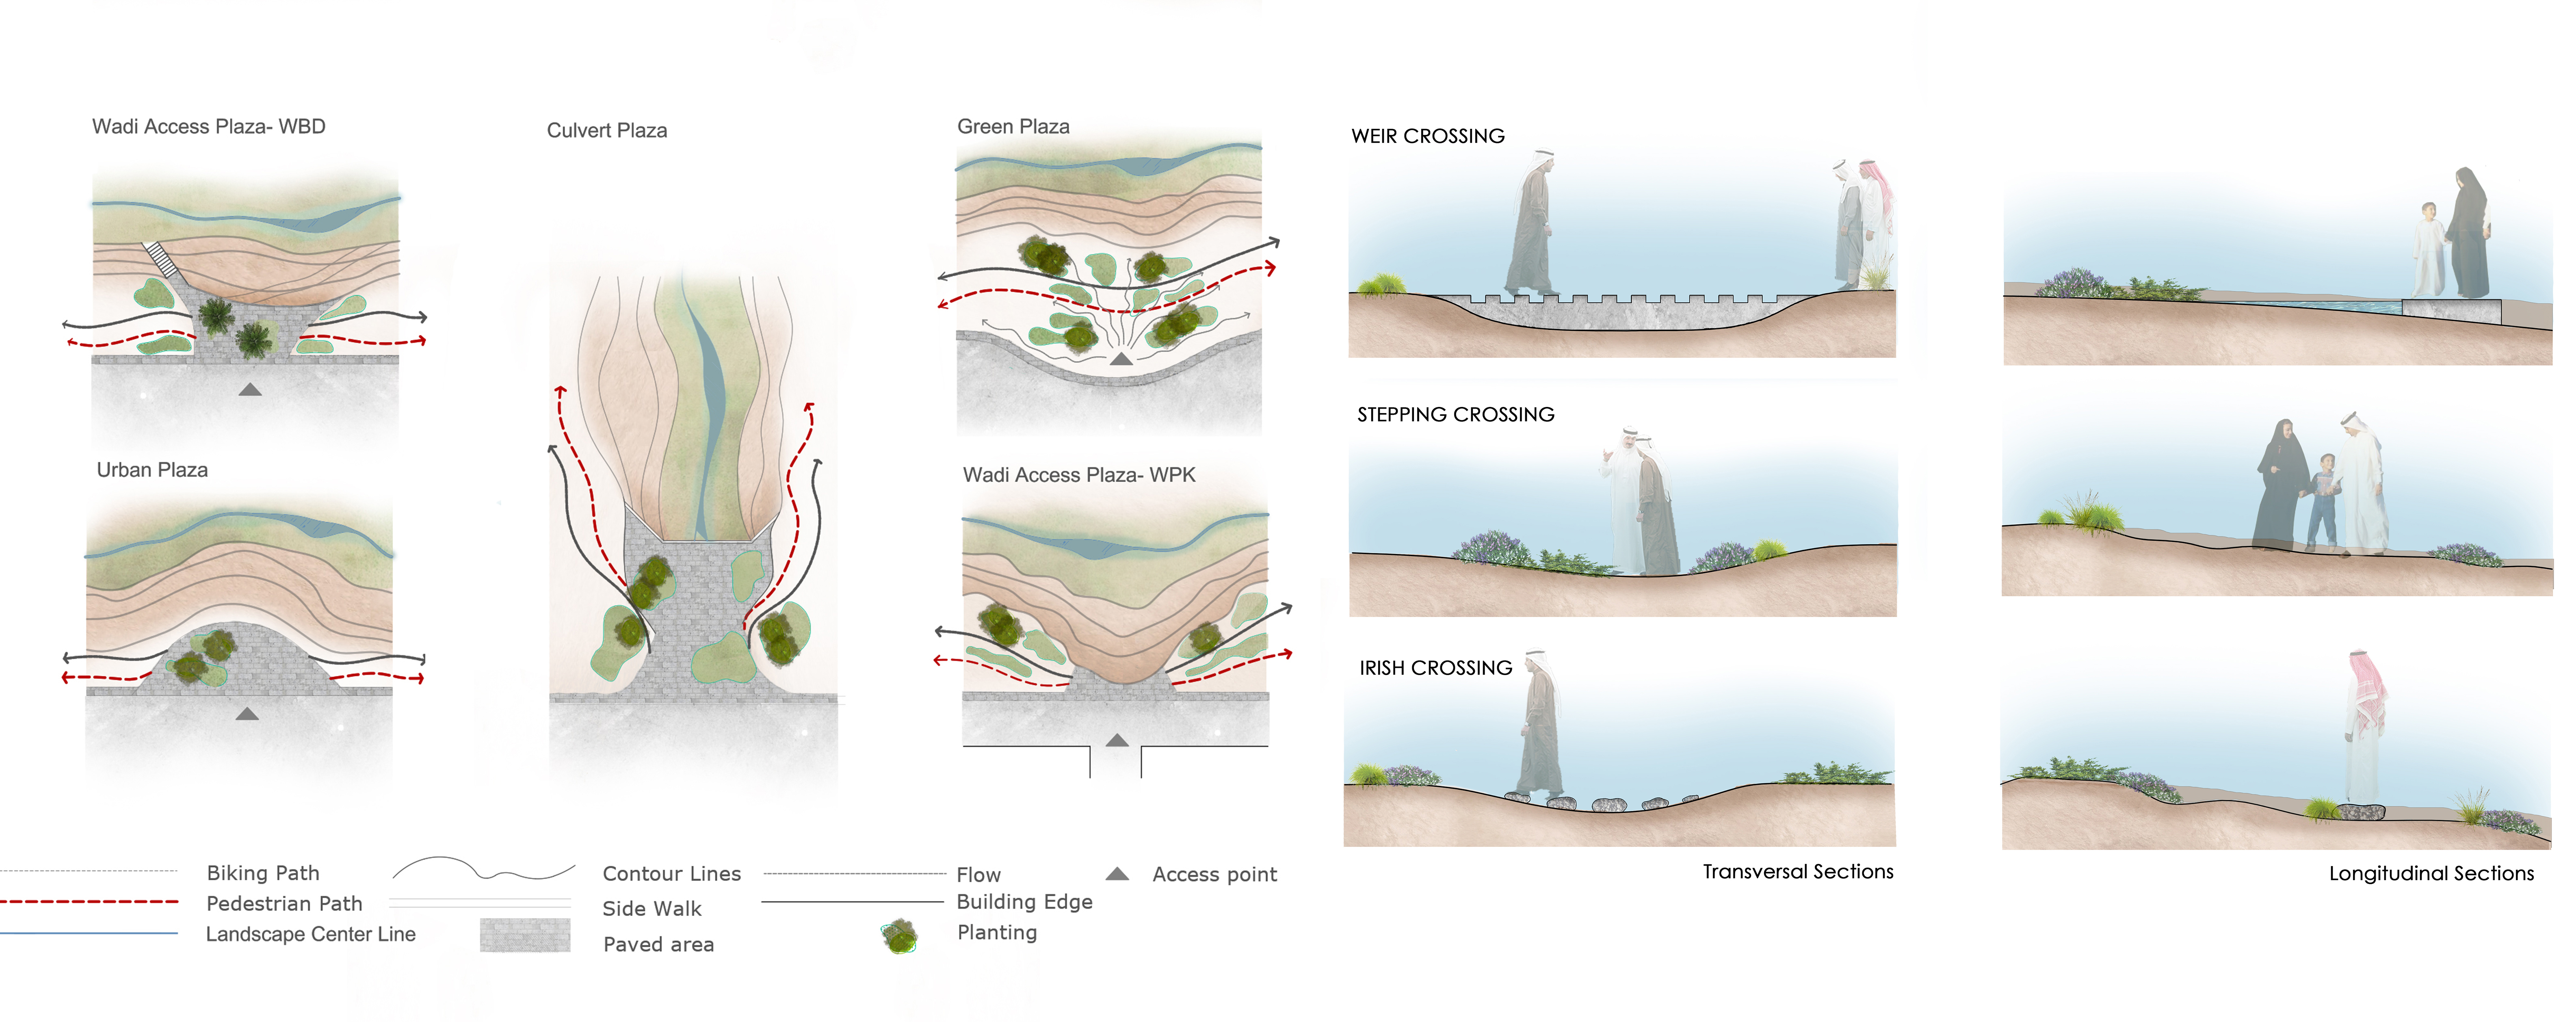 Wadi Access Plaza- WBD
Culvert Plaza
Green Plaza
Urban Plaza
Wadi Access Plaza- WPK
WEIR CROSSING
STEPPING CROSSING
IRISH CROSSING
Transversal Sections
Longitudinal Sections
Biking Path
Pedestrian Path
Landscape Center Line
Contour Lines
Side Walk
Paved area
Flow
Building Edge
Planting
Access point